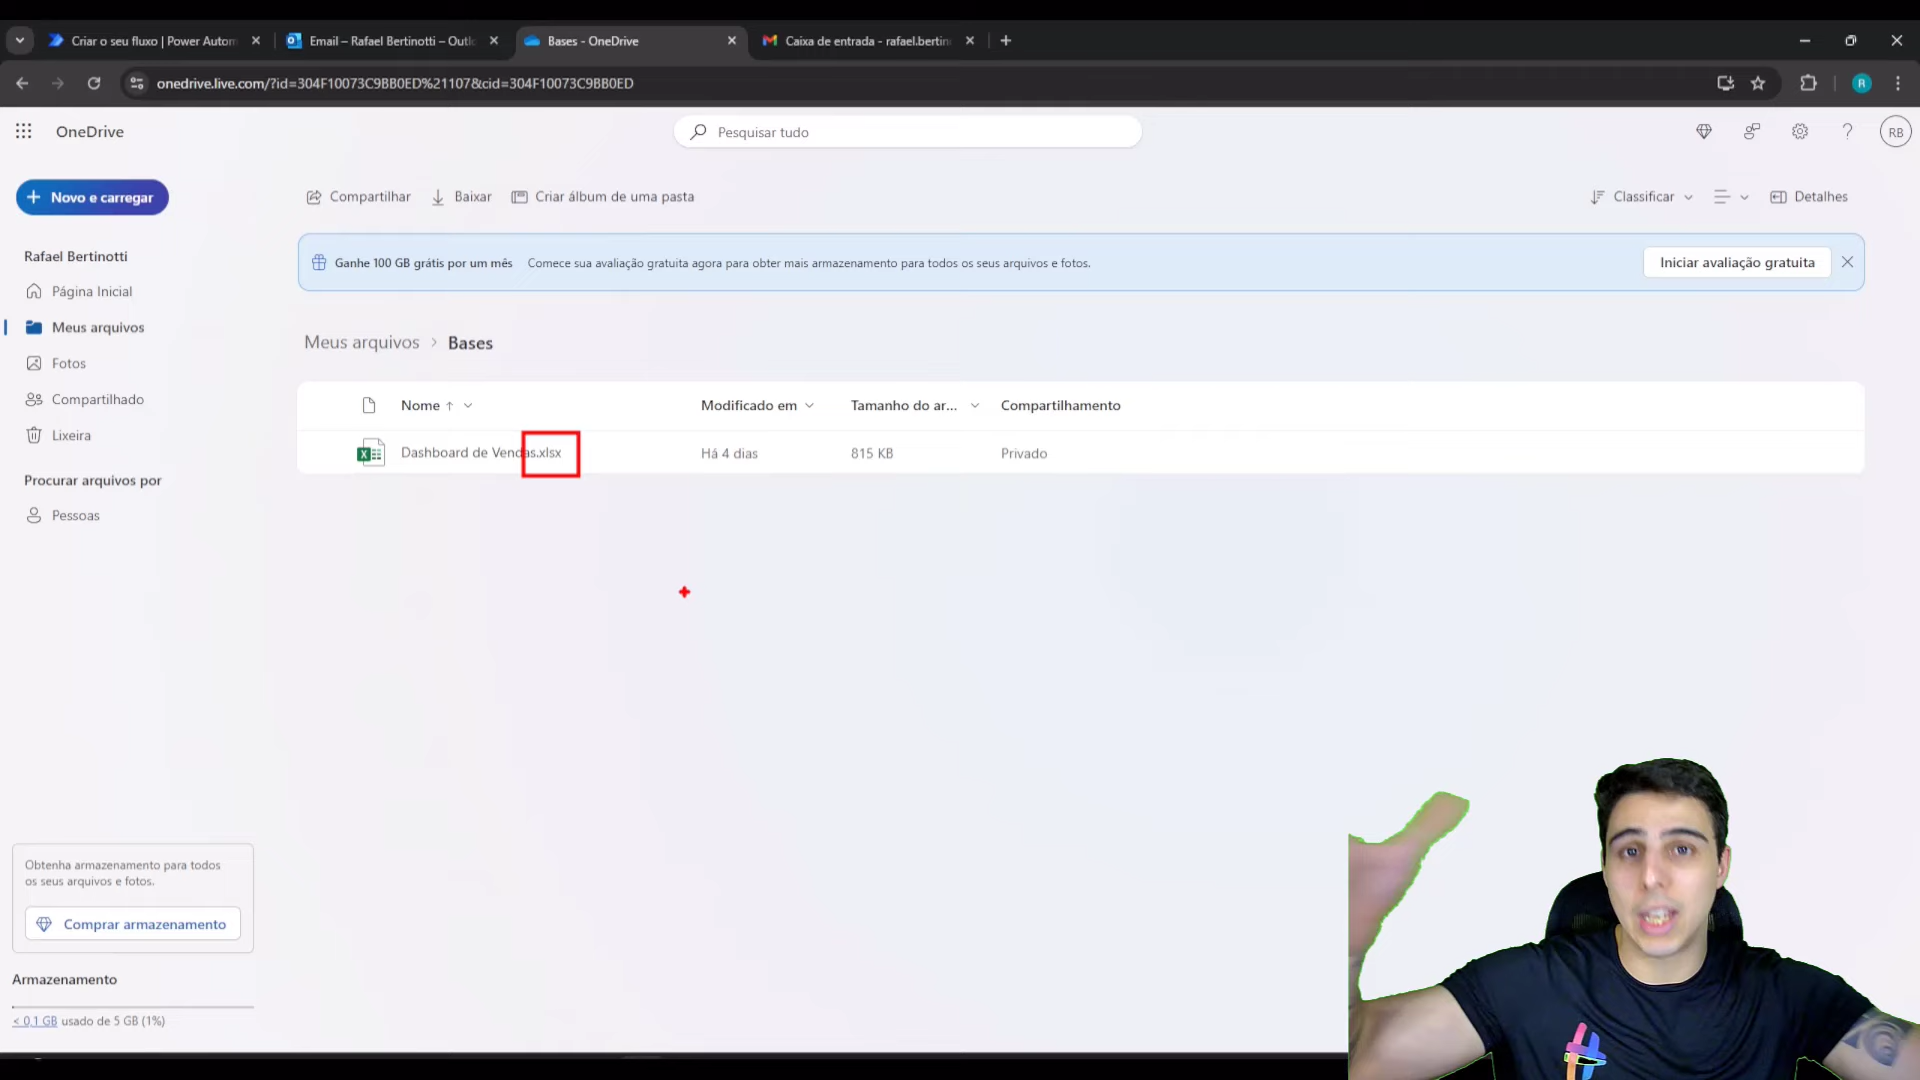 Criar o seu fluxo | Power Autom
Email – Rafael Bertinotti – Outlo
Bases - OneDrive
Caixa de entrada - rafael.bertin
onedrive.live.com/?id=304F10073C9BB0ED%21107&cid=304F10073C9BB0ED
R
OneDrive
Pesquisar tudo
RB
Novo e carregar
Compartilhar
Baixar
Criar álbum de uma pasta
Classificar
Detalhes
Rafael Bertinotti
Página Inicial
Meus arquivos
Fotos
Compartilhado
Lixeira
Procurar arquivos por
Pessoas
Ganhe 100 GB grátis por um mês Comece sua avaliação gratuita agora para obter mais armazenamento para todos os seus arquivos e fotos.
Iniciar avaliação gratuita
Meus arquivos > Bases
Nome
Modificado em
Tamanho do ar...
Compartilhamento
Dashboard de Vendas.xlsx
Há 4 dias
815 KB
Privado
Obtenha armazenamento para todos
os seus arquivos e fotos.
Comprar armazenamento
Armazenamento
< 0,1 GB usado de 5 GB (1%)